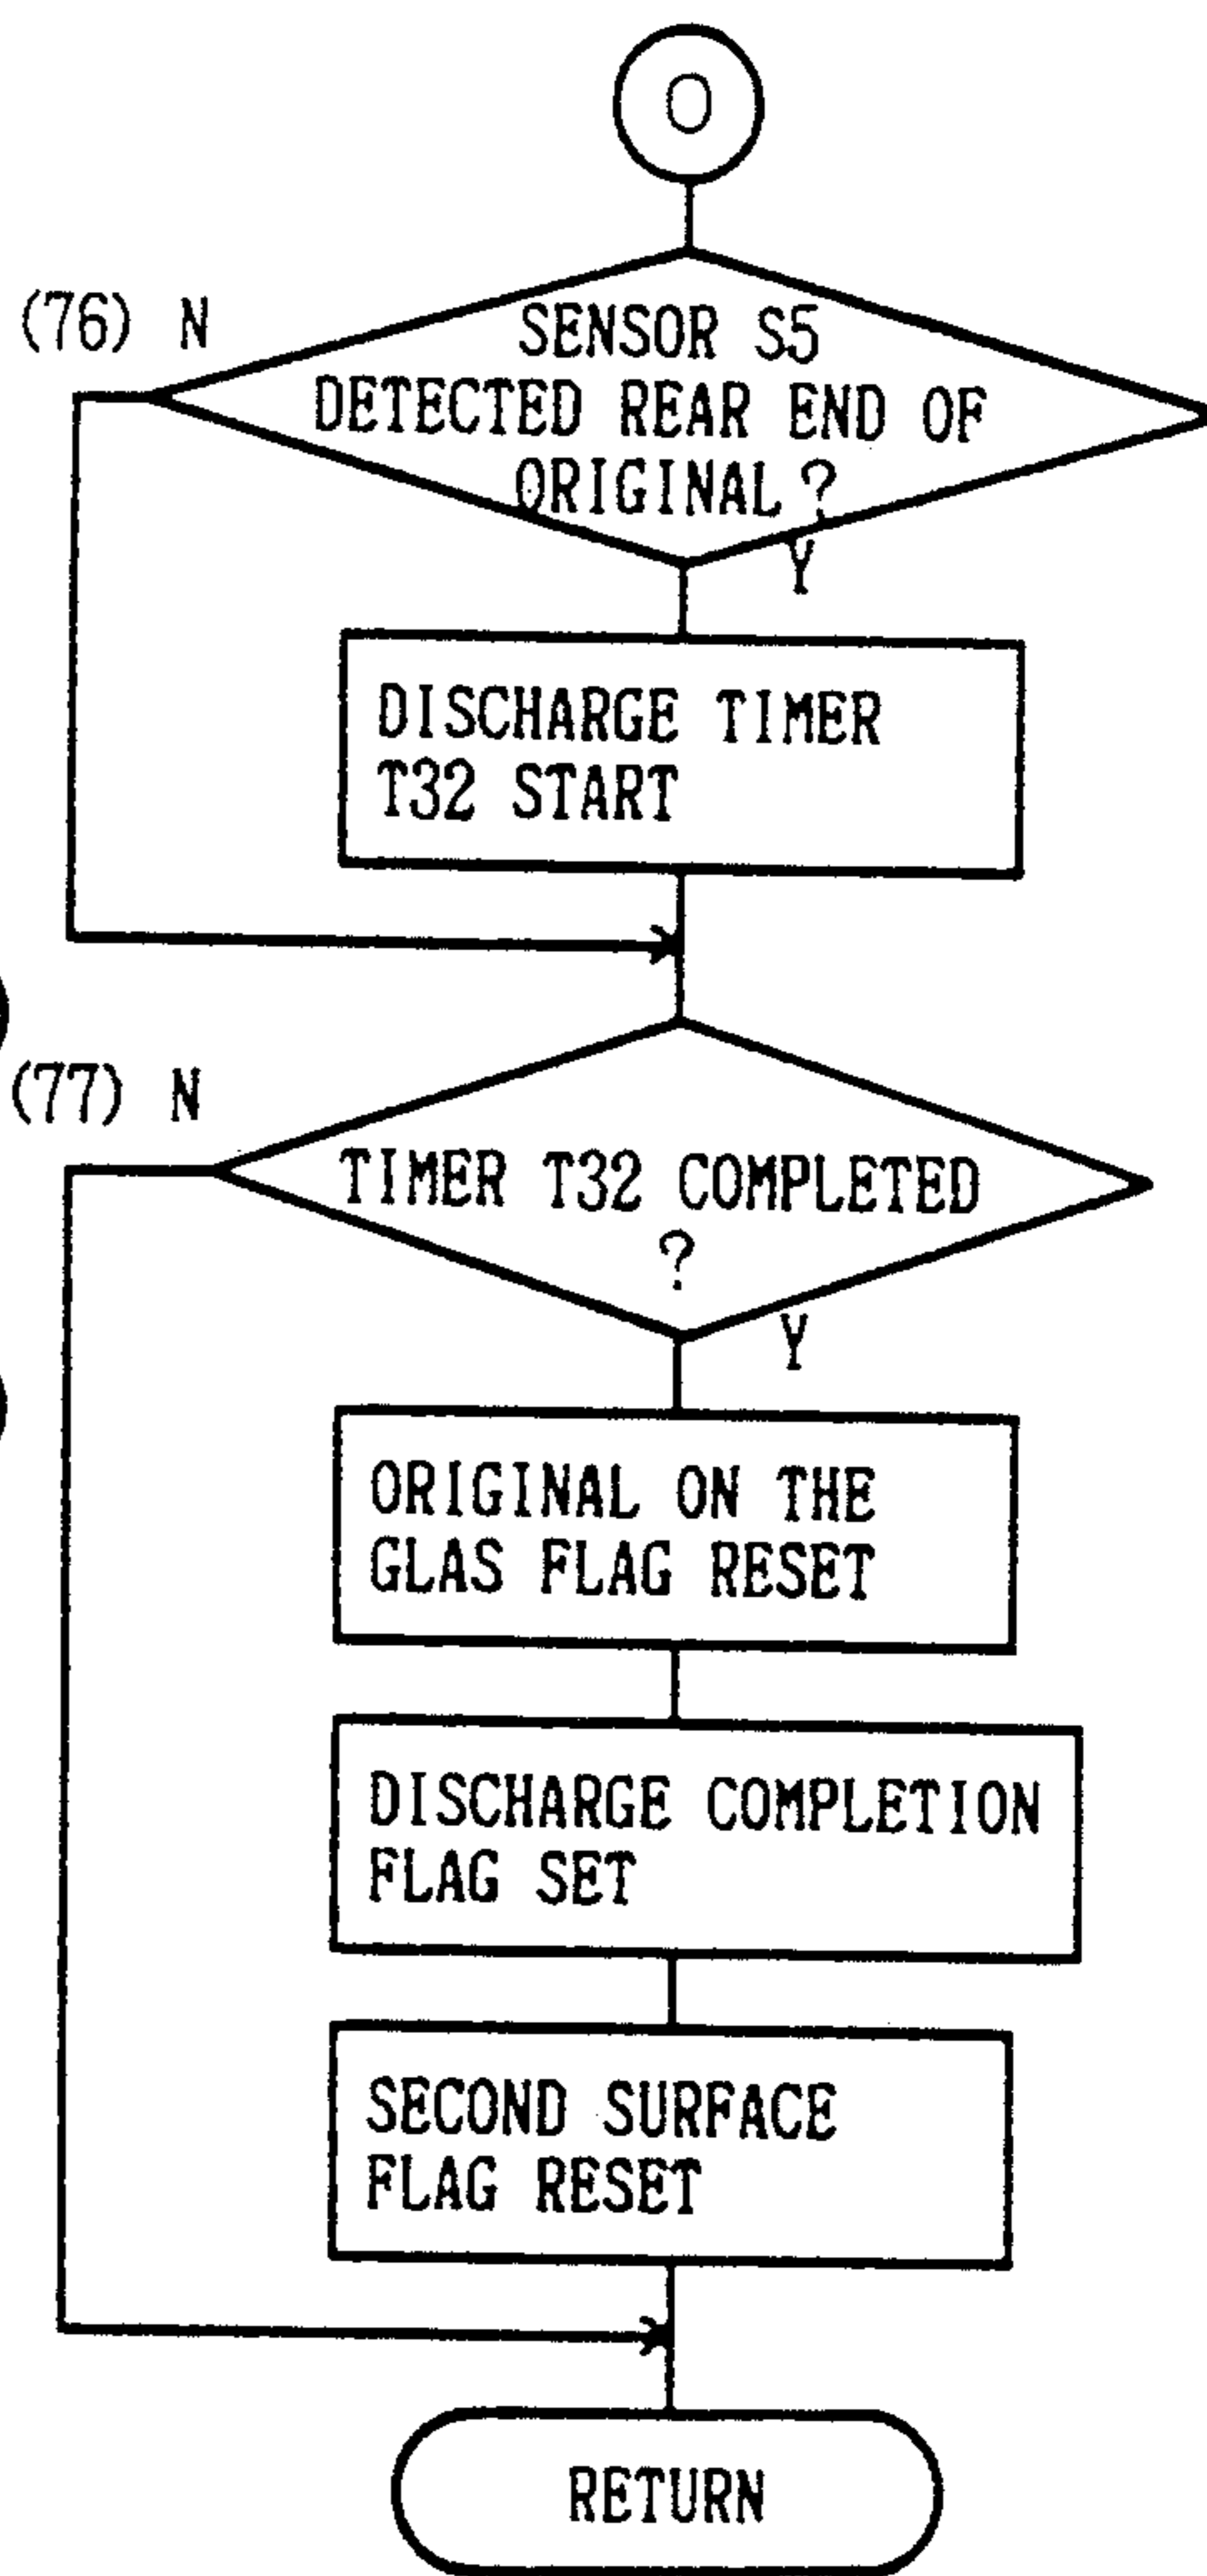 O
(76) N
SENSOR S5
DETECTED REAR END OF
ORIGINAL ?
Y
DISCHARGE TIMER
T32 START
(77) N
TIMER T32 COMPLETED
?
Y
ORIGINAL ON THE
GLAS FLAG RESET
DISCHARGE COMPLETION
FLAG SET
SECOND SURFACE
FLAG RESET
RETURN